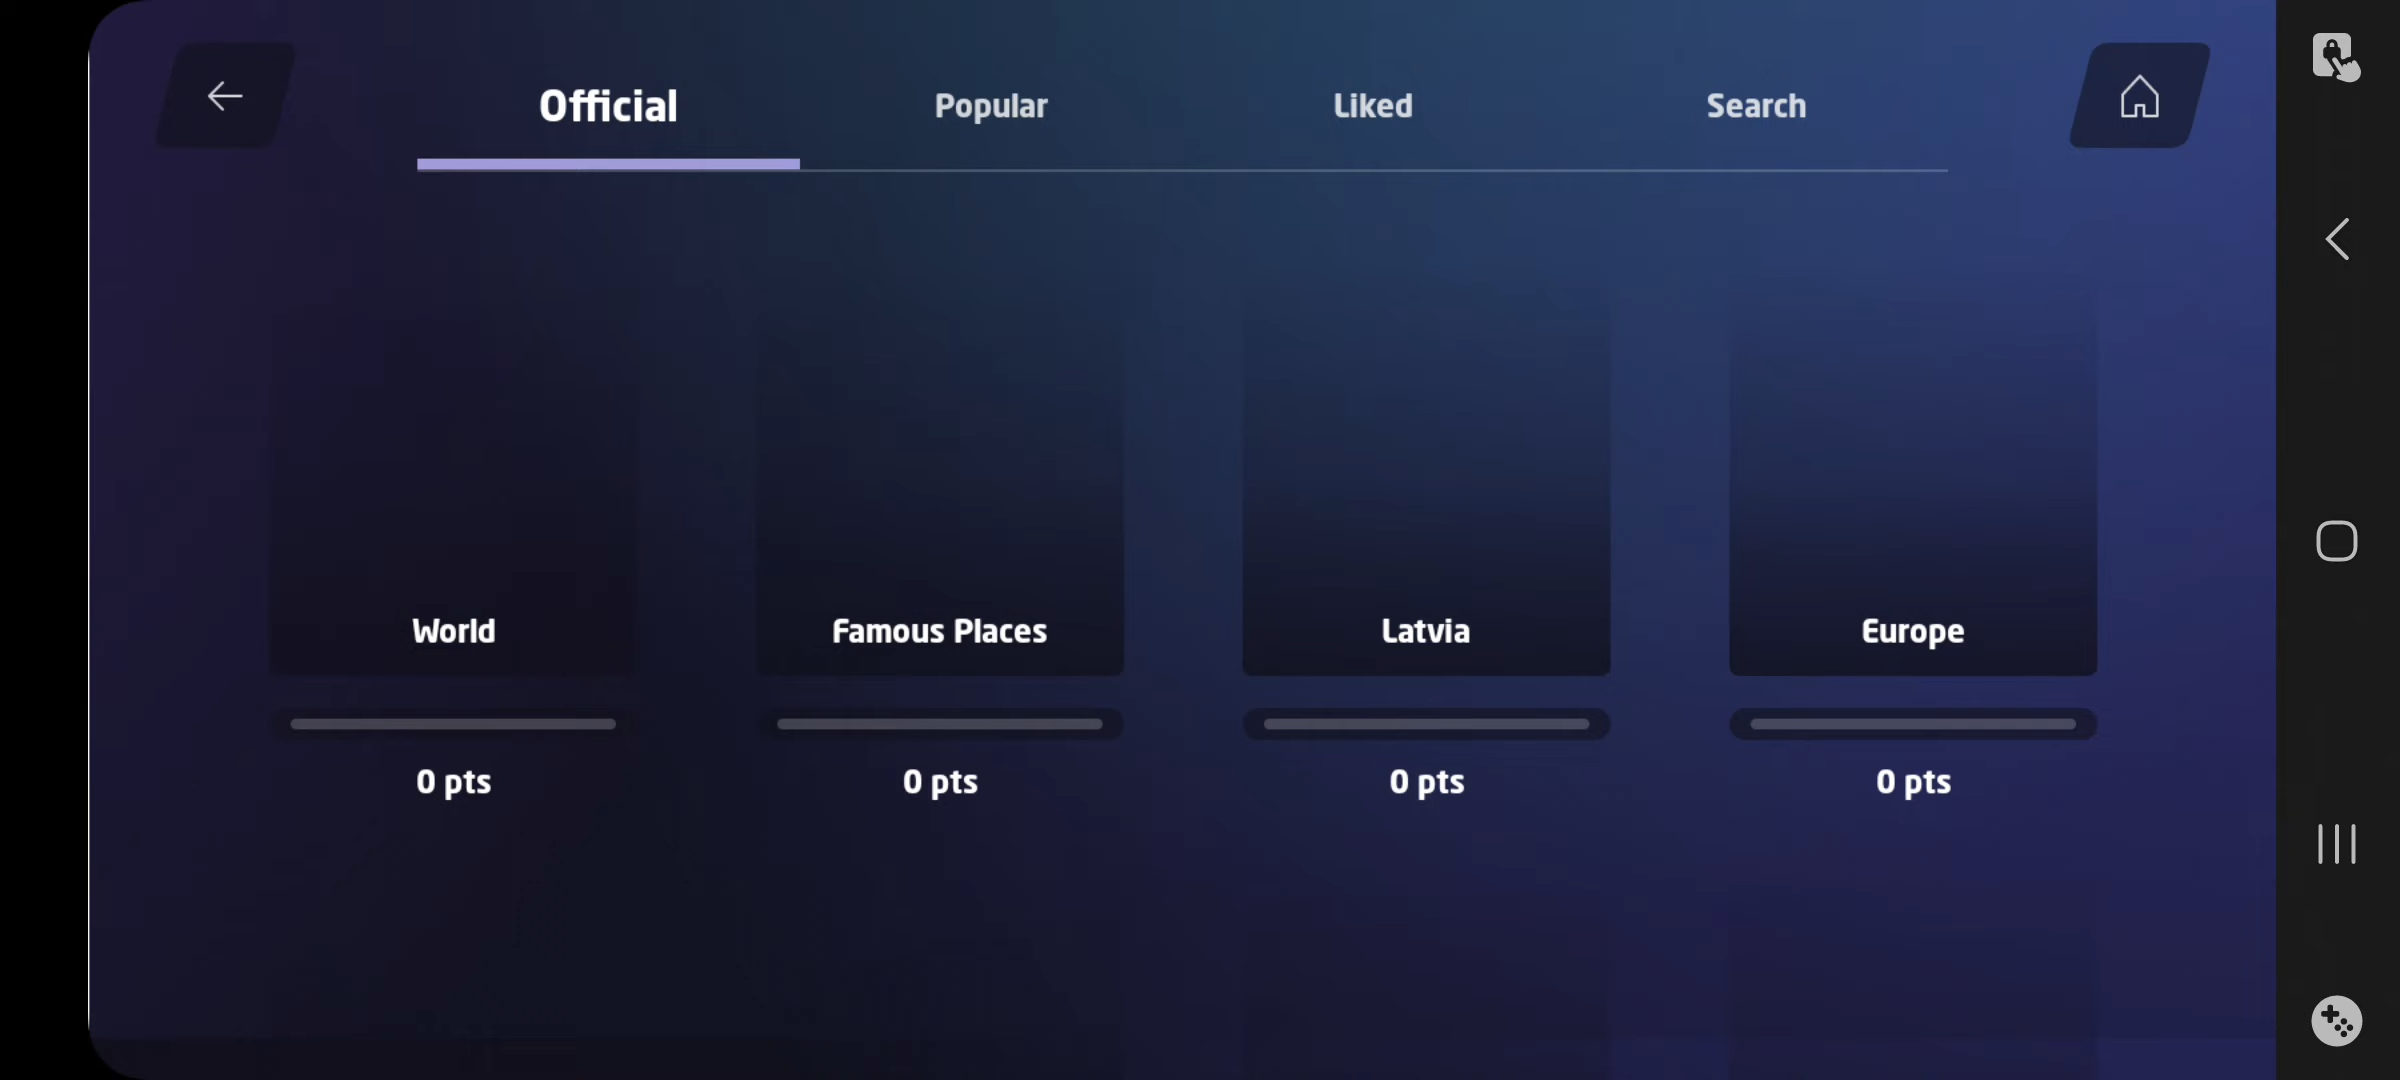 Official
Popular
Liked
Search
World
Famous Places
Latvia
Europe
0 pts
0 pts
0 pts
0 pts